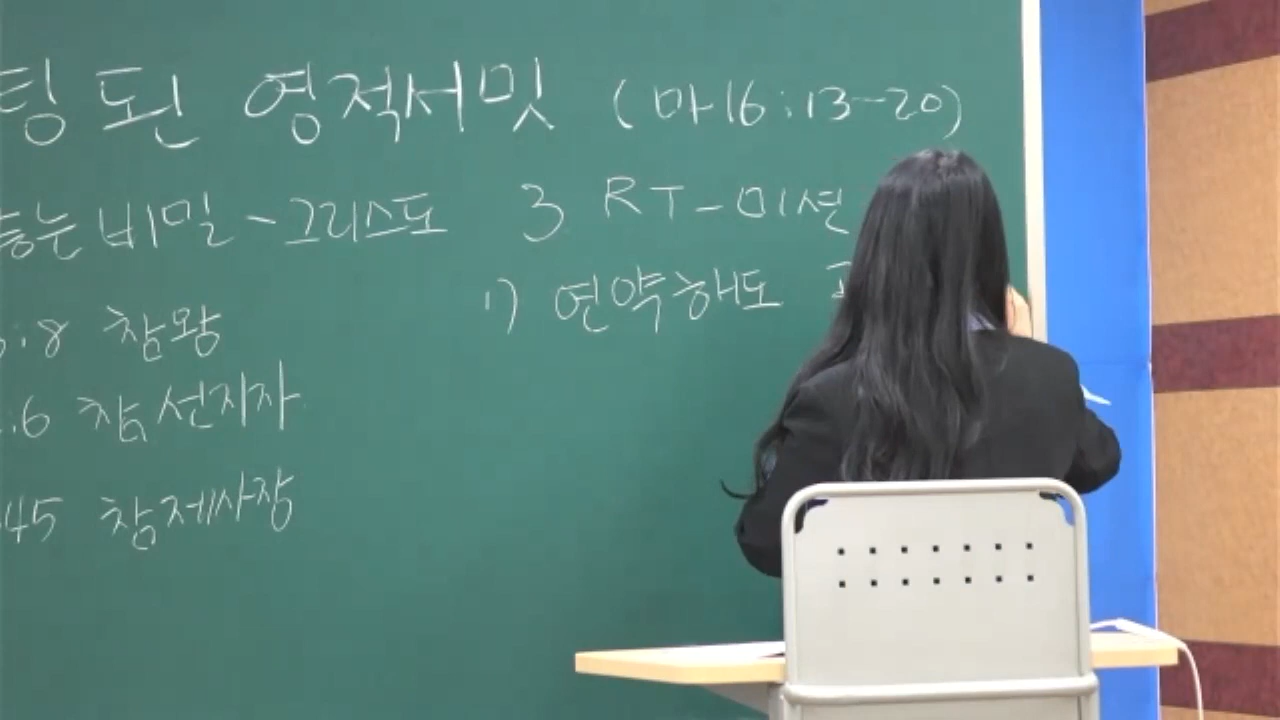 팅 된 영적서밋 (마16:13-20)
는 비밀 - 그리스도
:8 참왕
:6 참선지자
45 참제사장
3 RT-미션
1) 연약해도